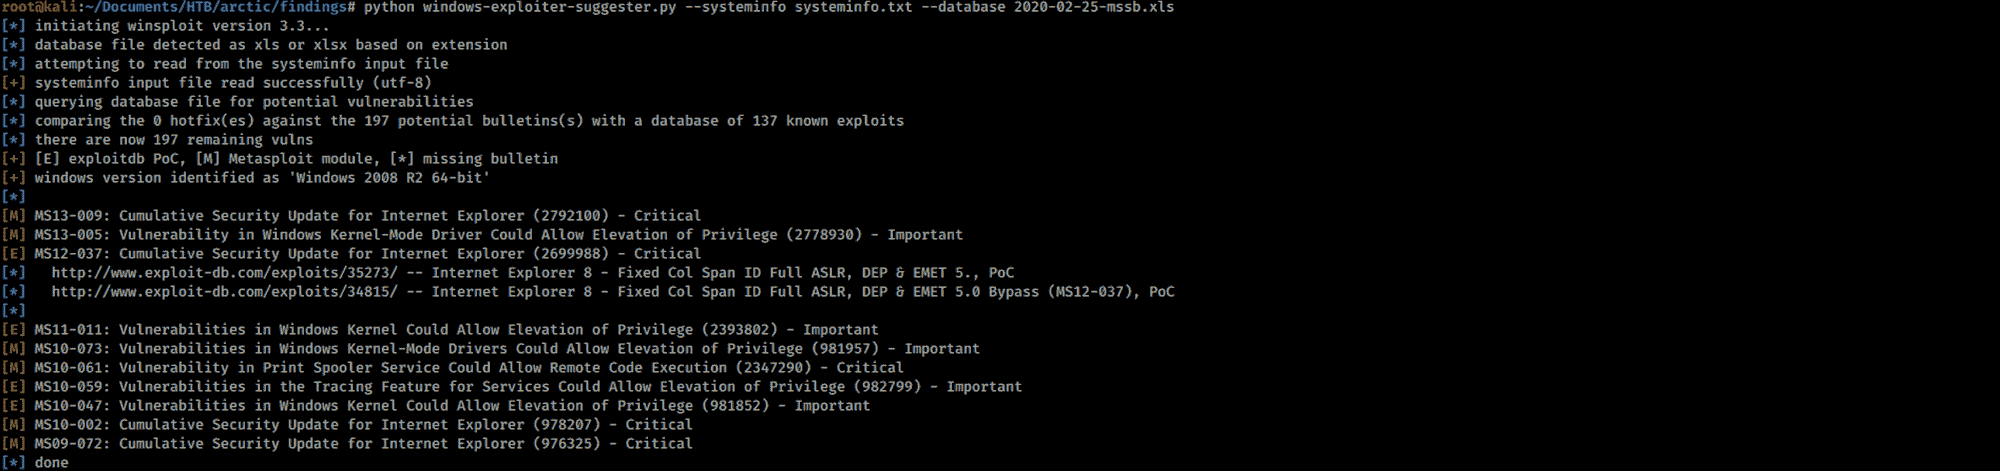 root@kali:~/Documents/HTB/arctic/findings# python windows-exploiter-suggester.py --systeminfo systeminfo.txt --database 2020-02-25-mssb.xls
[*] initiating winsploit version 3.3...
[*] database file detected as xls or xlsx based on extension
[*] attempting to read from the systeminfo input file
[+] systeminfo input file read successfully (utf-8)
[*] querying database file for potential vulnerabilities
[*] comparing the 0 hotfix(es) against the 197 potential bulletins(s) with a database of 137 known exploits
[*] there are now 197 remaining vulns
[+] [E] exploitdb PoC, [M] Metasploit module, [*] missing bulletin
[+] windows version identified as 'Windows 2008 R2 64-bit'
[*]
[M] MS13-009: Cumulative Security Update for Internet Explorer (2792100) - Critical
[M] MS13-005: Vulnerability in Windows Kernel-Mode Driver Could Allow Elevation of Privilege (2778930) - Important
[E] MS12-037: Cumulative Security Update for Internet Explorer (2699988) - Critical
[*]   http://www.exploit-db.com/exploits/35273/ -- Internet Explorer 8 - Fixed Col Span ID Full ASLR, DEP & EMET 5., PoC
[*]   http://www.exploit-db.com/exploits/34815/ -- Internet Explorer 8 - Fixed Col Span ID Full ASLR, DEP & EMET 5.0 Bypass (MS12-037), PoC
[*]
[E] MS11-011: Vulnerabilities in Windows Kernel Could Allow Elevation of Privilege (2393802) - Important
[M] MS10-073: Vulnerabilities in Windows Kernel-Mode Drivers Could Allow Elevation of Privilege (981957) - Important
[M] MS10-061: Vulnerability in Print Spooler Service Could Allow Remote Code Execution (2347290) - Critical
[E] MS10-059: Vulnerabilities in the Tracing Feature for Services Could Allow Elevation of Privilege (982799) - Important
[E] MS10-047: Vulnerabilities in Windows Kernel Could Allow Elevation of Privilege (981852) - Important
[M] MS10-002: Cumulative Security Update for Internet Explorer (978207) - Critical
[M] MS09-072: Cumulative Security Update for Internet Explorer (976325) - Critical
[*] done